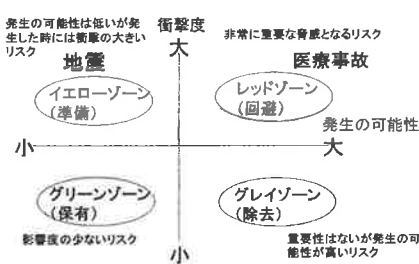 発生の可能性は低いが発
生した時には衝撃の大きい
リスク
地震
衝撃度
大
非常に重要な脅威となるリスク
医療事故
イエローゾーン
(準備)
レッドゾーン
(回避)
発生の可能性
小
大
グリーンゾーン
(保有)
グレイゾーン
(除去)
影響度の少ないリスク
小
重要性はないが発生の可
能性が高いリスク